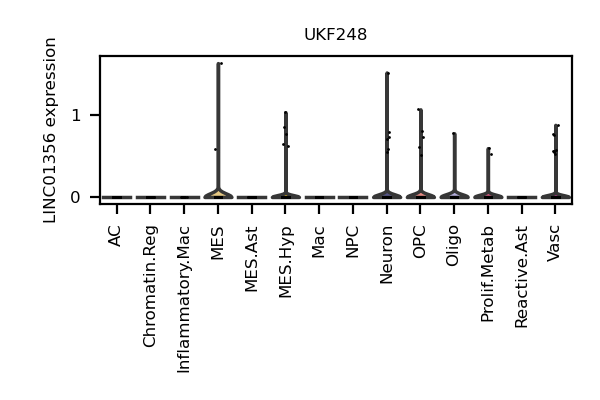 UKF248
LINC01356 expression
1
0
AC
Chromatin.Reg
Inflammatory.Mac
MES
MES.Ast
MES.Hyp
Mac
NPC
Neuron
OPC
Oligo
Prolif.Metab
Reactive.Ast
Vasc